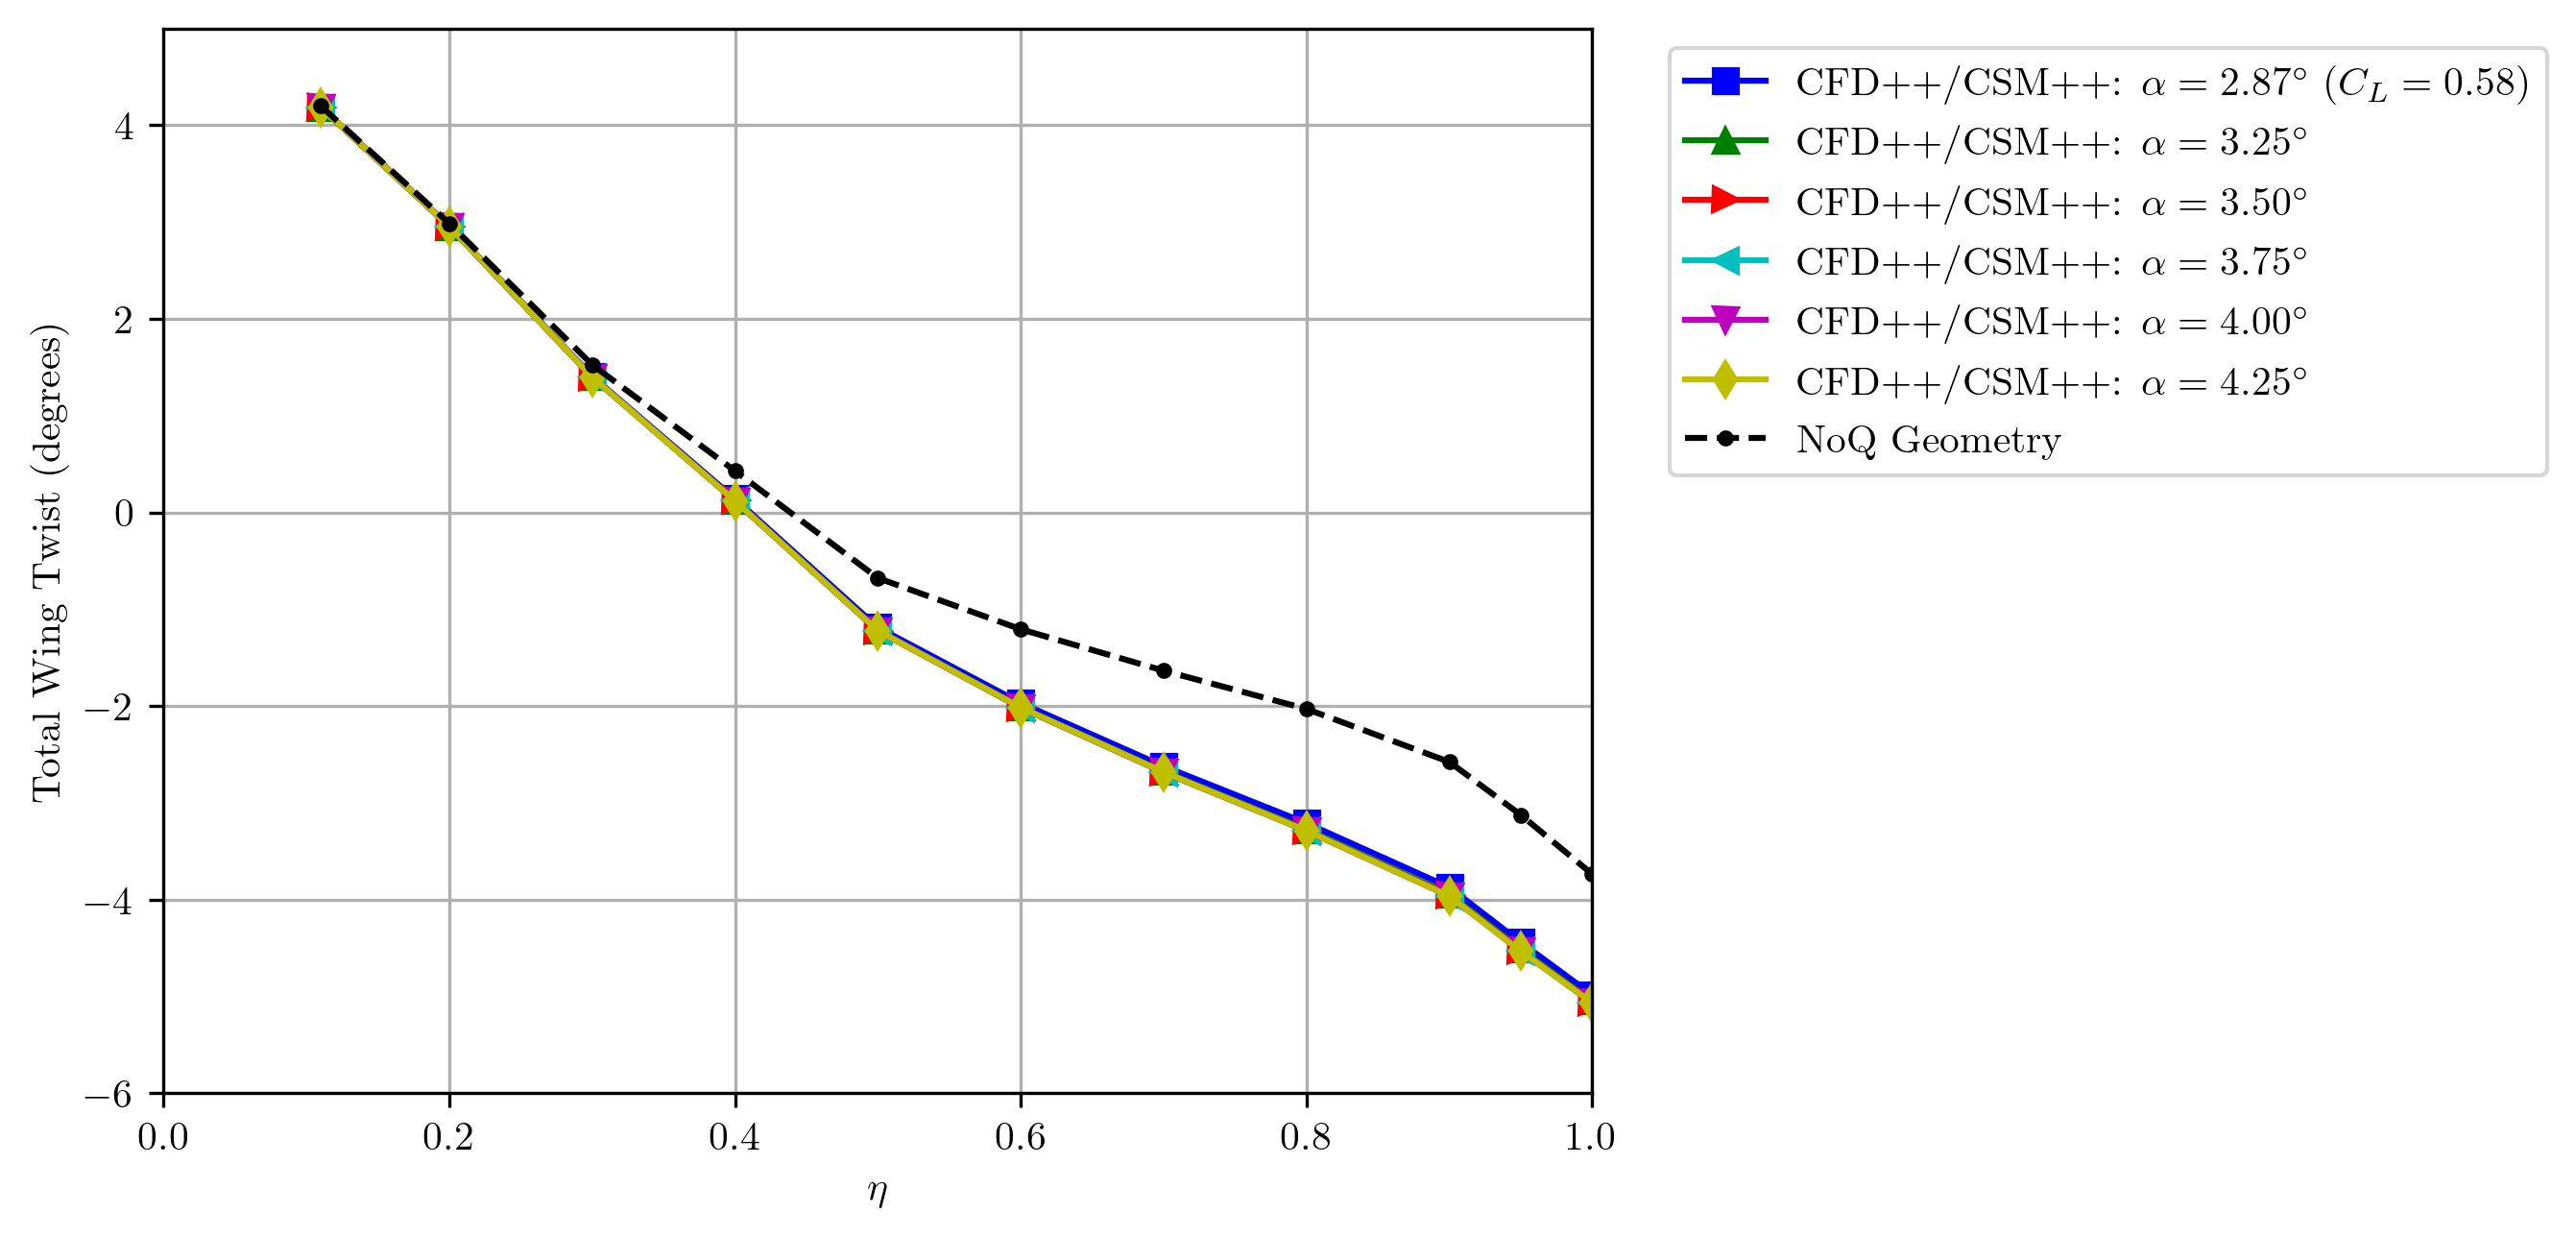 4
2
0
−2
−4
−6
0.0 0.2 0.4 0.6 0.8 1.0
Total Wing Twist (degrees)
η
CFD++/CSM++: α = 2.87° (C_L = 0.58)
CFD++/CSM++: α = 3.25°
CFD++/CSM++: α = 3.50°
CFD++/CSM++: α = 3.75°
CFD++/CSM++: α = 4.00°
CFD++/CSM++: α = 4.25°
NoQ Geometry